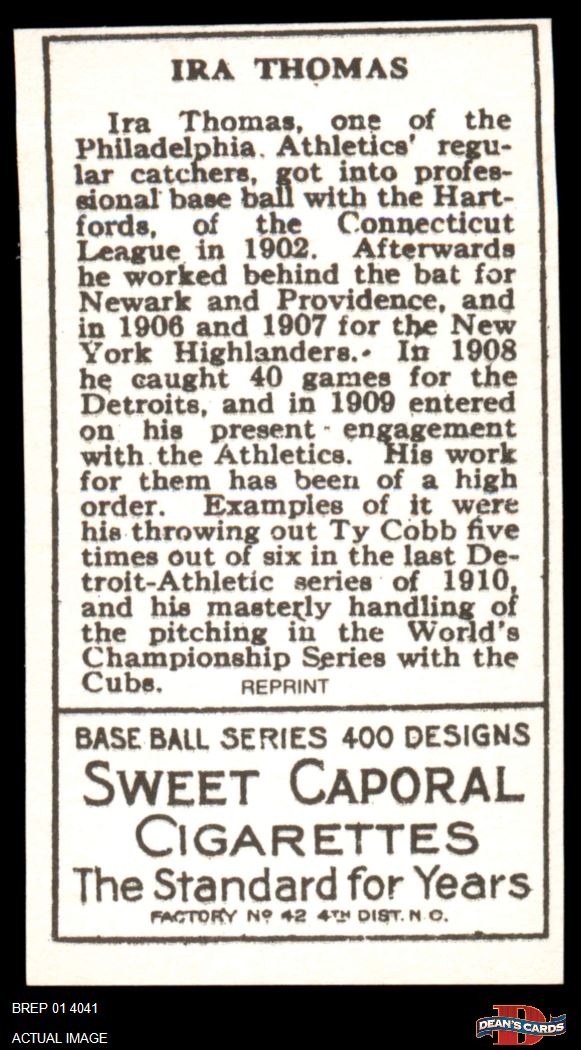 IRA THOMAS
Ira Thomas, one of the
Philadelphia Athletics' regu-
lar catchers, got into profes-
sional base ball with the Hart-
fords, of the Connecticut
League in 1902. Afterwards
he worked behind the bat for
Newark and Providence, and
in 1906 and 1907 for the New
York Highlanders. In 1908
he caught 40 games for the
Detroits, and in 1909 entered
on his present engagement
with the Athletics. His work
for them has been of a high
order. Examples of it were
his throwing out Ty Cobb five
times out of six in the last De-
troit-Athletic series of 1910,
and his masterly handling of
the pitching in the World's
Championship Series with the
Cubs. REPRINT
BASE BALL SERIES 400 DESIGNS
SWEET CAPORAL
CIGARETTES
The Standard for Years
FACTORY Nº 42 4TH DIST. N.C.
BREP 01 4041
ACTUAL IMAGE
D
DEAN'S CARDS